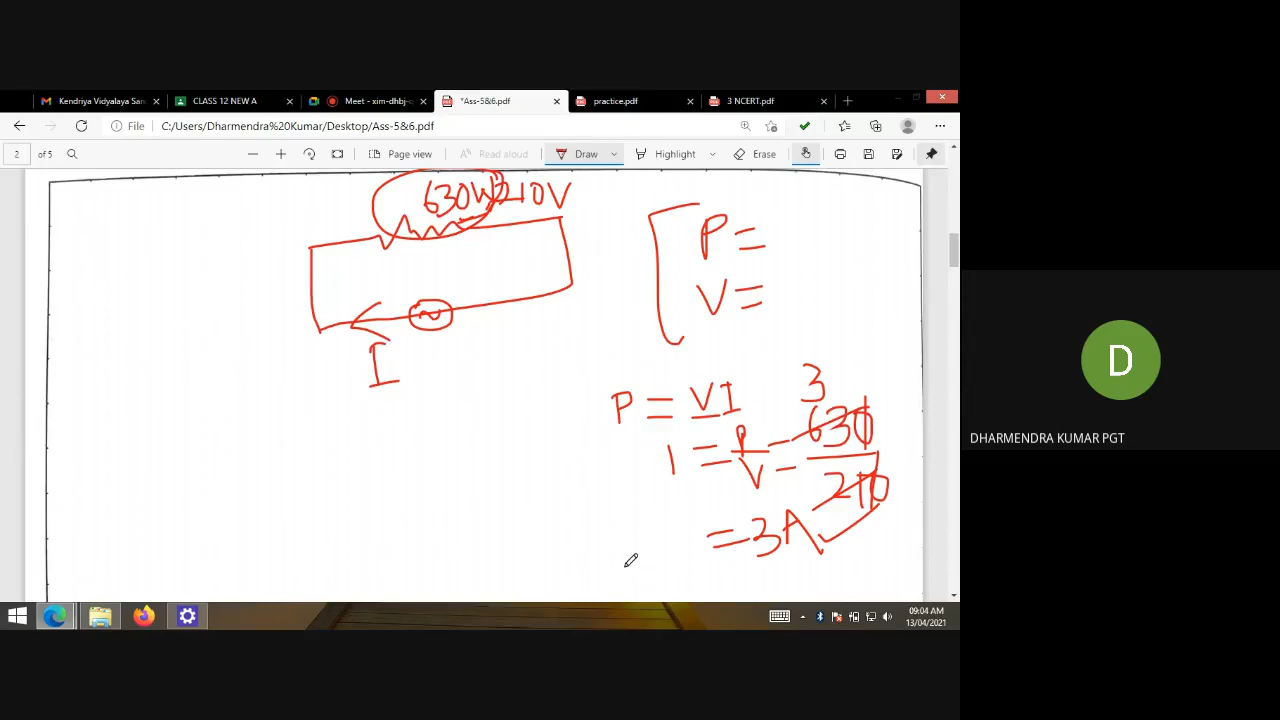 Kendriya Vidyalaya San
CLASS 12 NEW A
Meet - xim-dhbj-
*Ass-5&6.pdf
practice.pdf
3 NCERT.pdf
File
C:/Users/Dharmendra%20Kumar/Desktop/Ass-5&6.pdf
2 of 5
Page view
Read aloud
Draw
Highlight
Erase
630W 210V
P =
V =
I
P = VI
I = P/V = 630/210
3
= 3A
D
DHARMENDRA KUMAR PGT
09:04 AM
13/04/2021